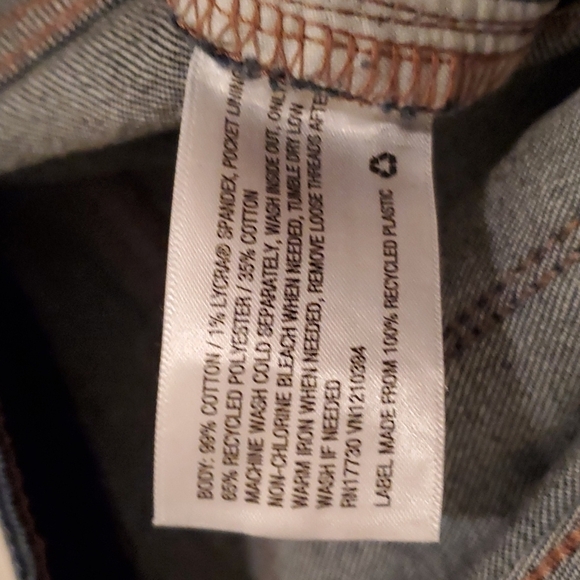 BODY: 99% COTTON / 1% LYCRA® SPANDEX, POCKET LINING
65% RECYCLED POLYESTER / 35% COTTON
MACHINE WASH COLD SEPARATELY, WASH INSIDE OUT, ONLY
NON-CHLORINE BLEACH WHEN NEEDED, TUMBLE DRY LOW
WARM IRON WHEN NEEDED, REMOVE LOOSE THREADS AFTE
WASH IF NEEDED
RN17730 VN1210384
LABEL MADE FROM 100% RECYCLED PLASTIC